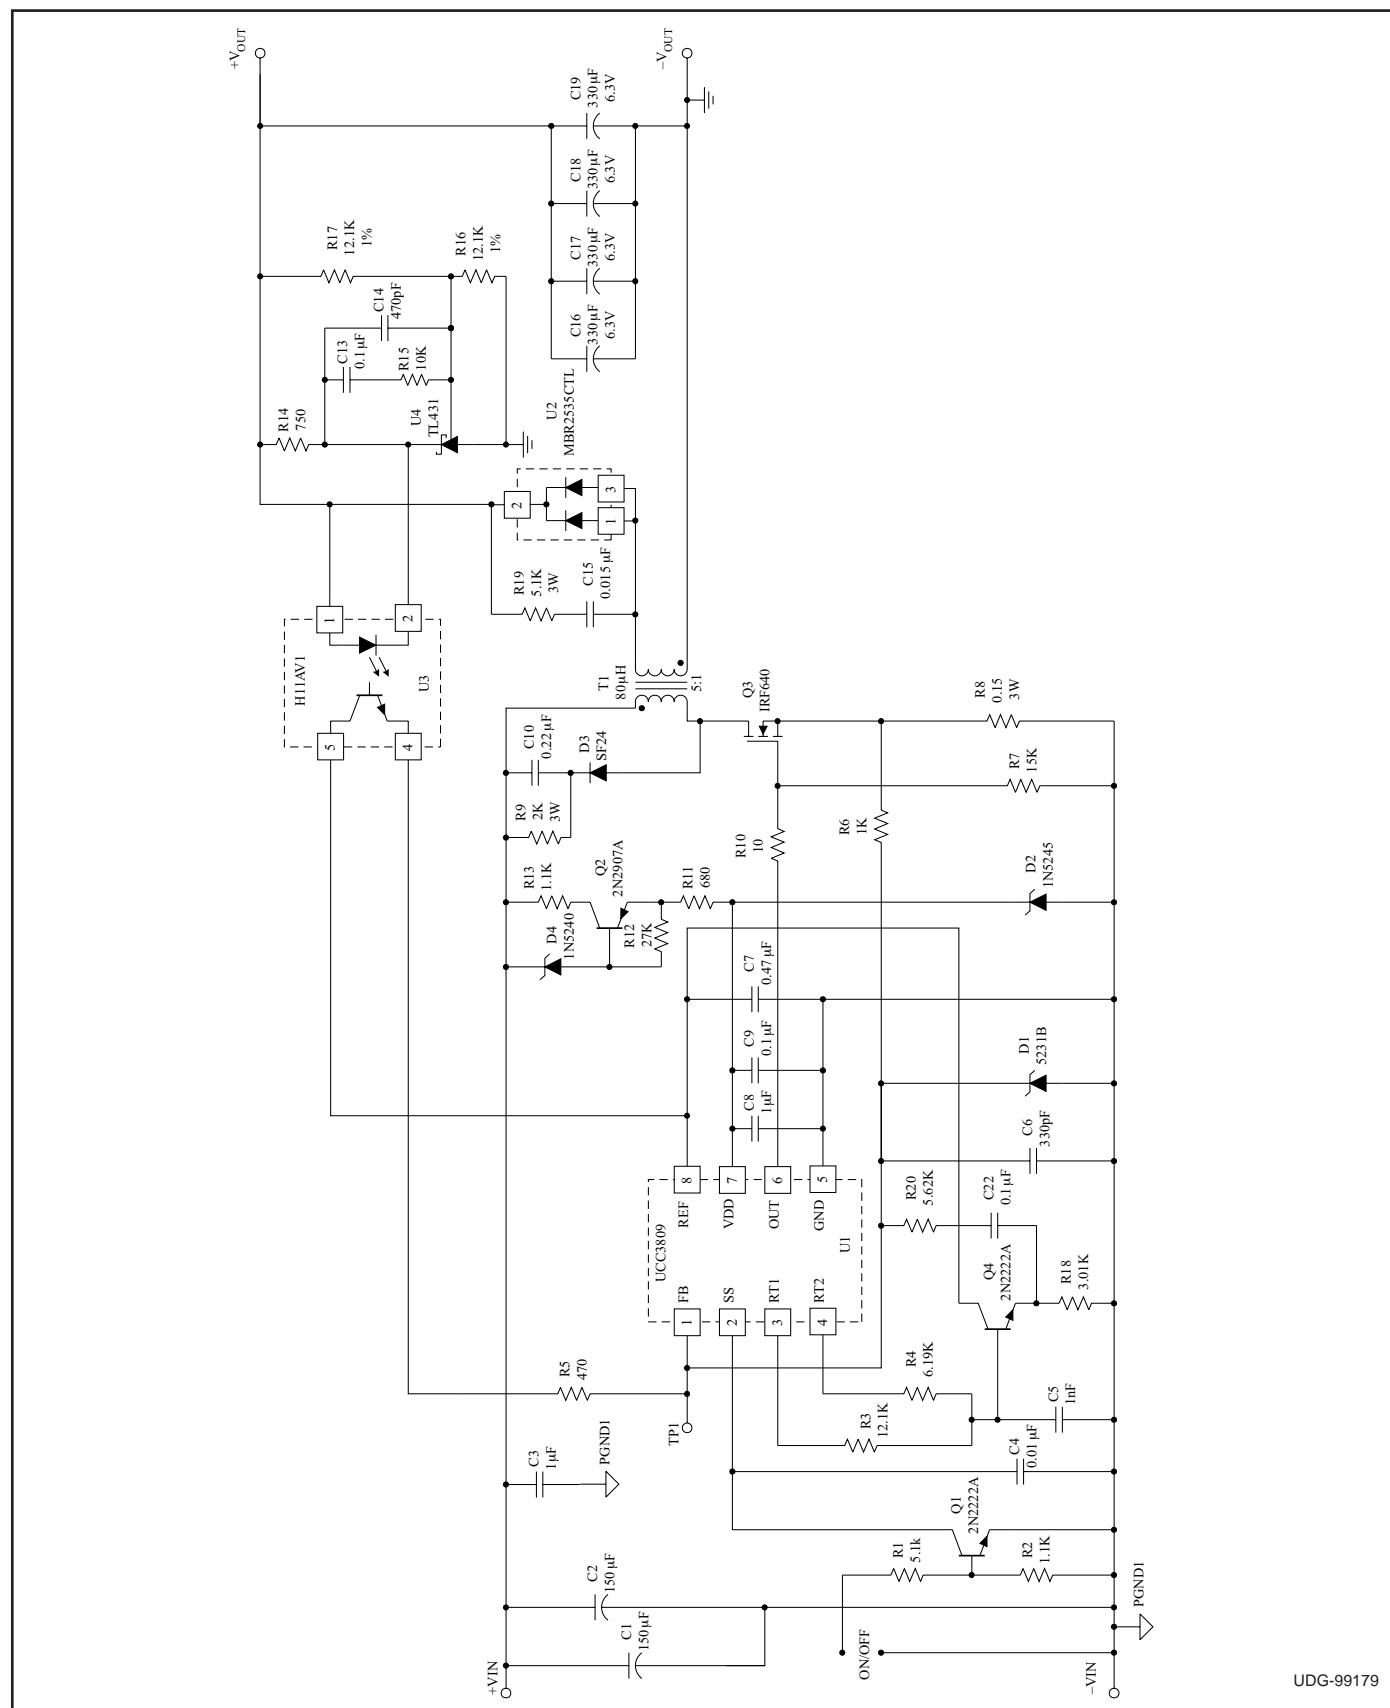 +VOUT
–VOUT
C19
330µF
6.3V
C18
330µF
6.3V
C17
330µF
6.3V
C16
330µF
6.3V
R17
12.1K
1%
R16
12.1K
1%
C14
470pF
C13
0.1µF
R15
10K
R14
750
U4
TL431
U2
MBR2535CTL
2
3
1
R19
5.1K
3W
C15
0.015µF
H11AV1
U3
1
2
5
4
T1
80µH
5:1
C10
0.22µF
D3
SF24
Q3
IRF640
R9
2K
3W
R8
0.15
3W
R7
15K
R10
10
R6
1K
R13
1.1K
Q2
2N2907A
R11
680
D4
1N5240
R12
27K
D2
1N5245
C7
0.47µF
C9
0.1µF
C8
1µF
D1
5231B
C6
330pF
UCC3809
U1
8
REF
7
VDD
6
OUT
5
GND
1
FB
2
SS
3
RT1
4
RT2
R20
5.62K
C22
0.1µF
Q4
2N2222A
R18
3.01K
R5
470
TP1
R4
6.19K
R3
12.1K
C5
1nF
C4
0.01µF
C3
1µF
PGND1
Q1
2N2222A
R1
5.1k
R2
1.1K
C2
150µF
C1
150µF
ON/OFF
PGND1
+VIN
–VIN
UDG-99179